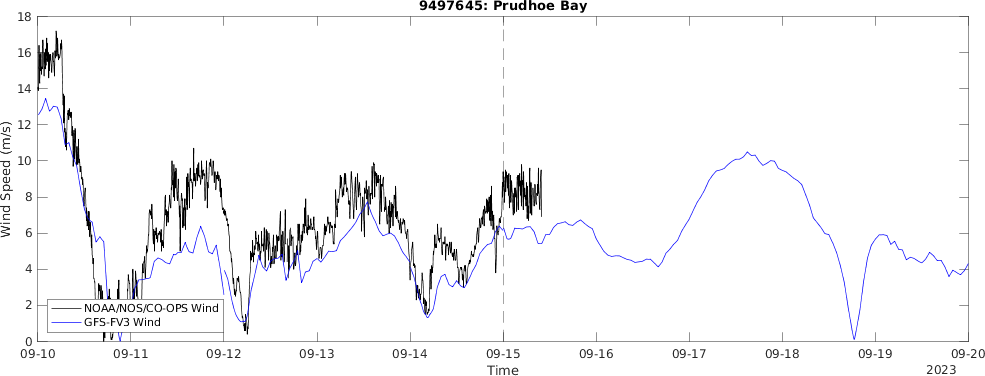 9497645: Prudhoe Bay
18
16
14
12
10
8
6
4
2
0
Wind Speed (m/s)
NOAA/NOS/CO-OPS Wind
GFS-FV3 Wind
09-10 09-11 09-12 09-13 09-14 09-15 09-16 09-17 09-18 09-19 09-20
Time
2023